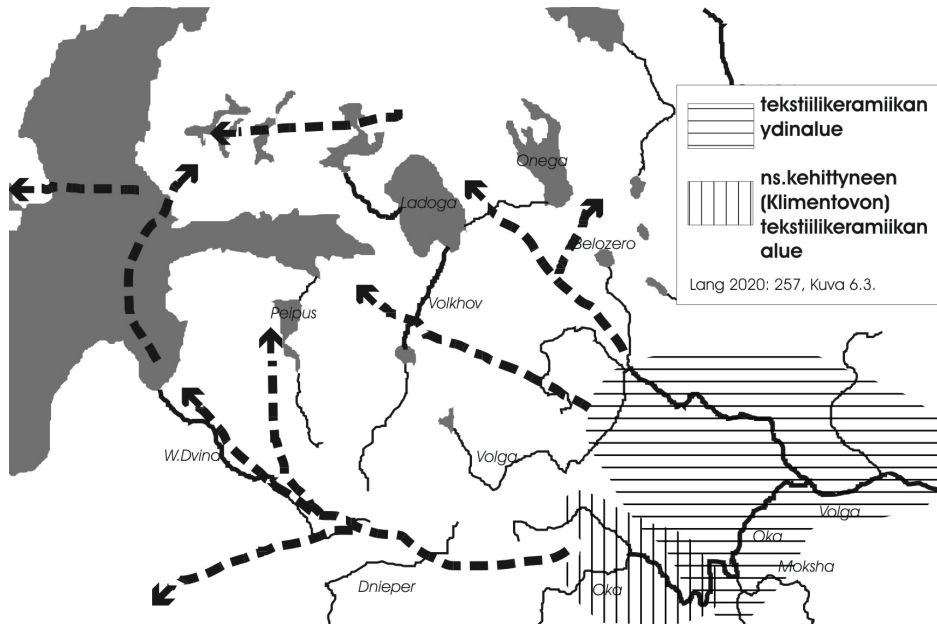 tekstiilikeramiikan
ydinalue
ns.kehittyneen
(Klimentovon)
tekstiilikeramiikan
alue
Lang 2020: 257, Kuva 6.3.
Onega
Ladoga
Belozero
Volkhov
Peipus
W.Dvina
Volga
Volga
Oka
Moksha
Dnieper
Oka